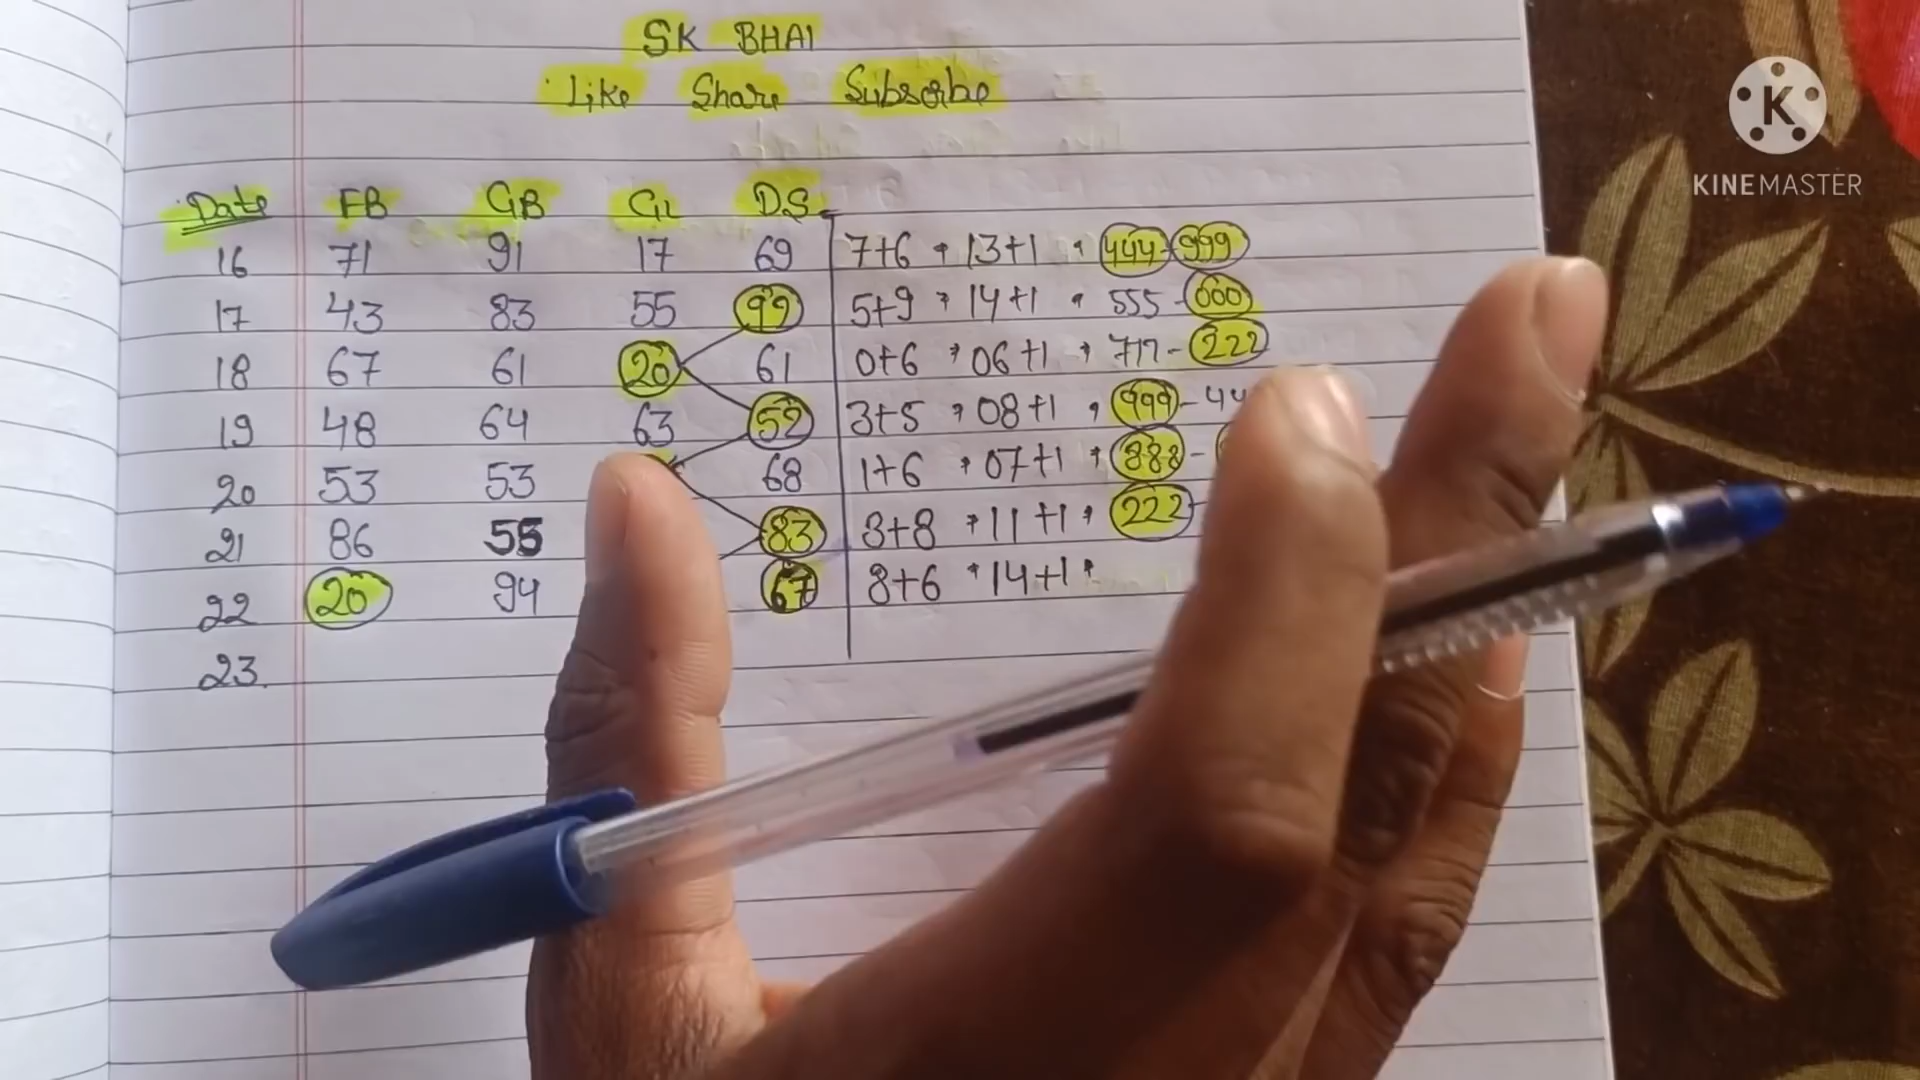 SK BHAI
Like Share Subscribe
KINEMASTER
Date FB GB GL DS
16 71 91 17 69 7+6 13+1 444-999
17 43 83 55 99 5+9 14+1 555-000
18 67 61 20 61 0+6 06+1 777-222
19 48 64 63 52 3+5 08+1 999-44
20 53 53 68 1+6 07+1 888-
21 86 55 83 3+8 11+1 222-
22 20 94 67 8+6 14+1
23.